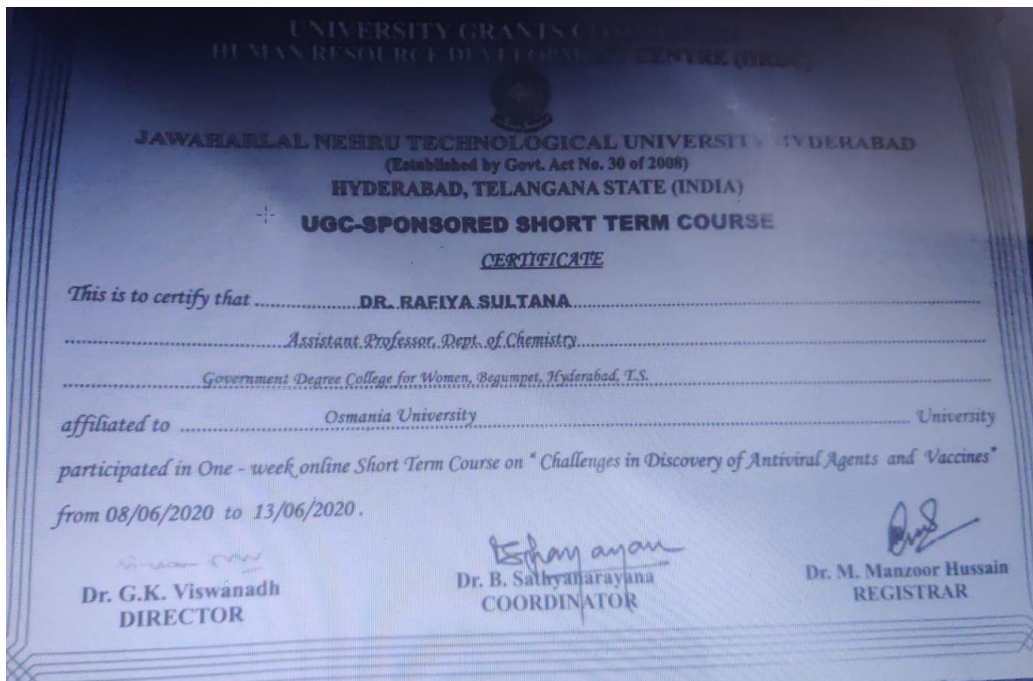 UNIVERSITY GRANTS
HUMAN RESOURCE DEVELOPMENT CENTRE (HRDC)
JAWAHARLAL NEHRU TECHNOLOGICAL UNIVERSITY HYDERABAD
(Established by Govt. Act No. 30 of 2008)
HYDERABAD, TELANGANA STATE (INDIA)
UGC-SPONSORED SHORT TERM COURSE
CERTIFICATE
This is to certify that ................DR. RAFIYA SULTANA................
Assistant Professor, Dept. of Chemistry
Government Degree College for Women, Begumpet, Hyderabad, T.S.
affiliated to ................ Osmania University ................ University
participated in One - week online Short Term Course on " Challenges in Discovery of Antiviral Agents and Vaccines"
from 08/06/2020 to 13/06/2020.
Dr. G.K. Viswanadh
DIRECTOR
Dr. B. Sathyanarayana
COORDINATOR
Dr. M. Manzoor Hussain
REGISTRAR